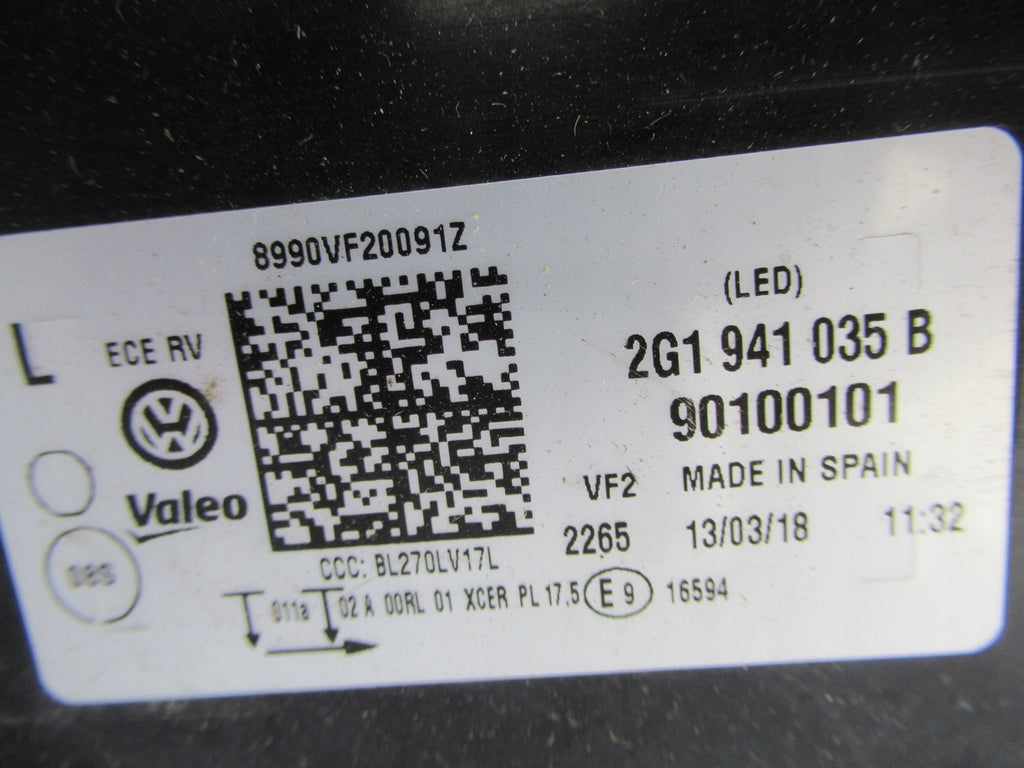 8990VF20091Z
L
ECE RV
Valeo
(LED)
2G1 941 035 B
90100101
VF2 MADE IN SPAIN
2265 13/03/18 11:32
CCC: BL270LV17L
011a 02 A 00RL 01 XCER PL 17,5 E 9 16594